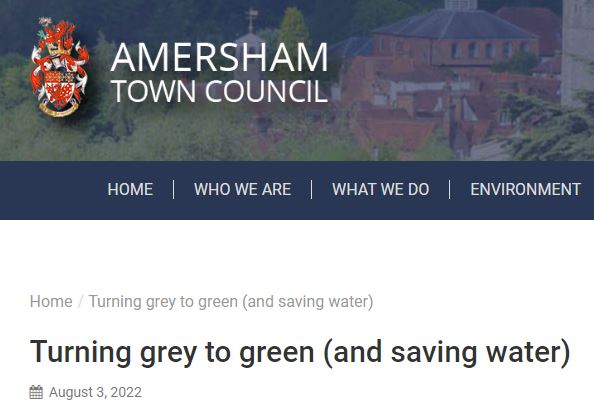 AMERSHAM
TOWN COUNCIL
HOME | WHO WE ARE | WHAT WE DO | ENVIRONMENT
Home / Turning grey to green (and saving water)
Turning grey to green (and saving water)
August 3, 2022